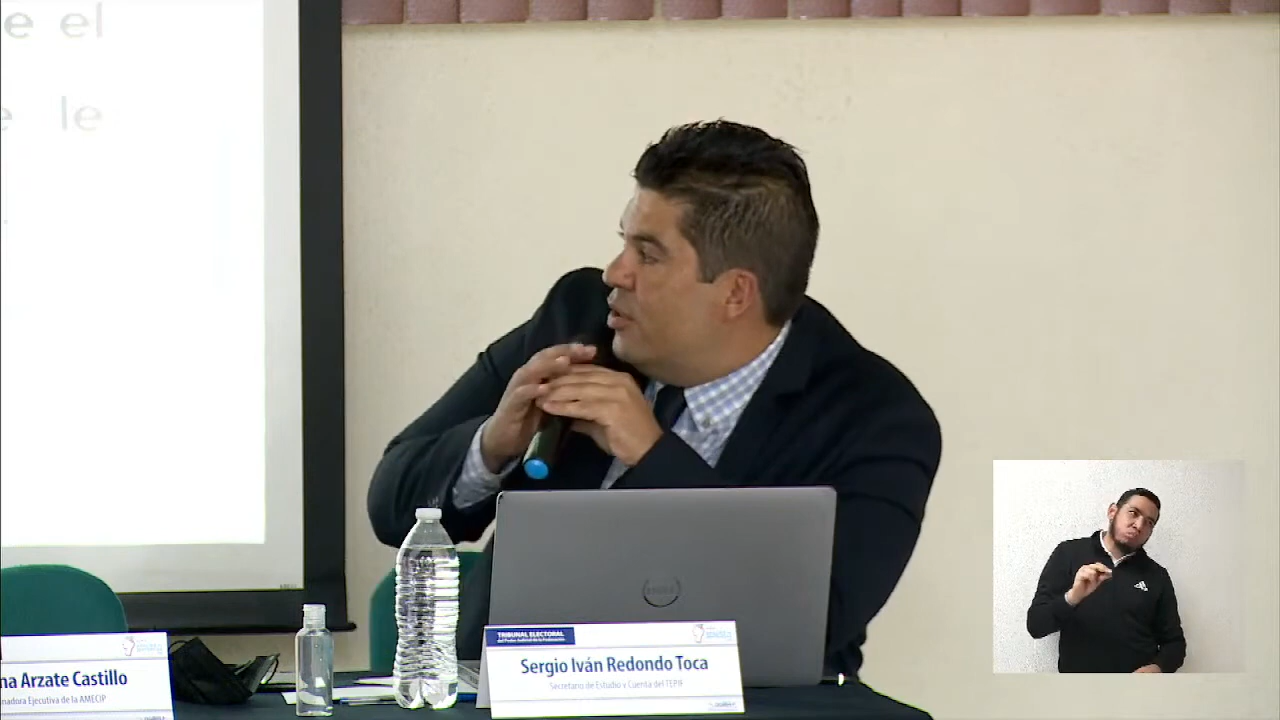 e el
e le
na Arzate Castillo
nadora Ejecutiva de la AMECIP
TRIBUNAL ELECTORAL
del Poder Judicial de la Federación
Sergio Iván Redondo Toca
Secretario de Estudio y Cuenta del TEPJF
DELL